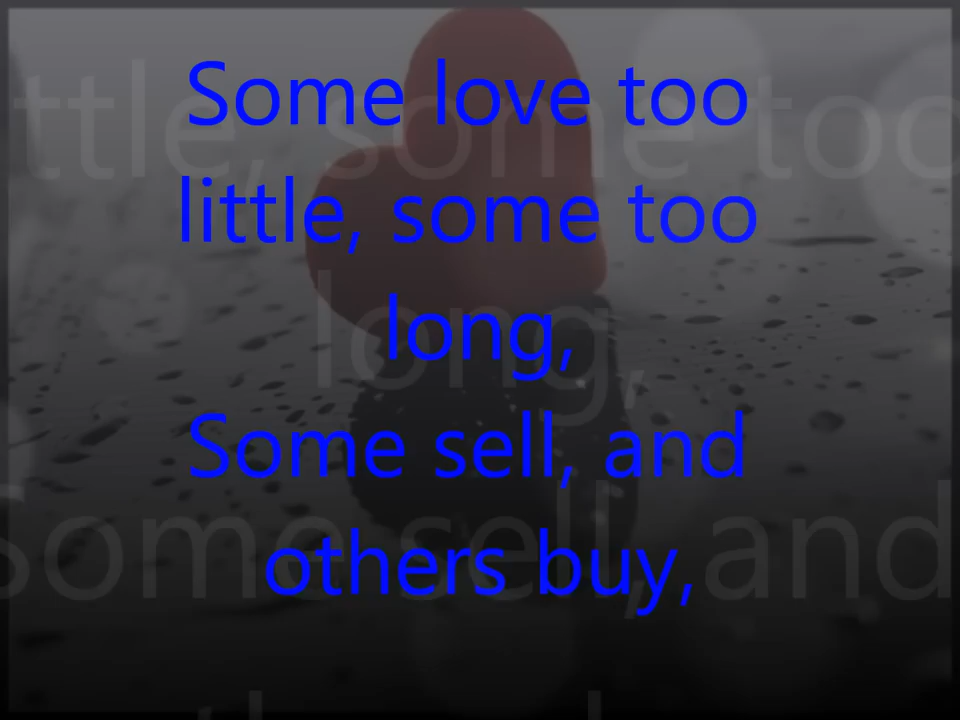 Some love too
little, some too
long,
Some sell, and
others buy,